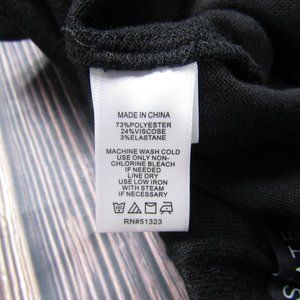 MADE IN CHINA
73%POLYESTER
24%VISCOSE
3%ELASTANE
MACHINE WASH COLD
USE ONLY NON-
CHLORINE BLEACH
IF NEEDED
LINE DRY
USE LOW IRON
WITH STEAM
IF NECESSARY
RN#51323